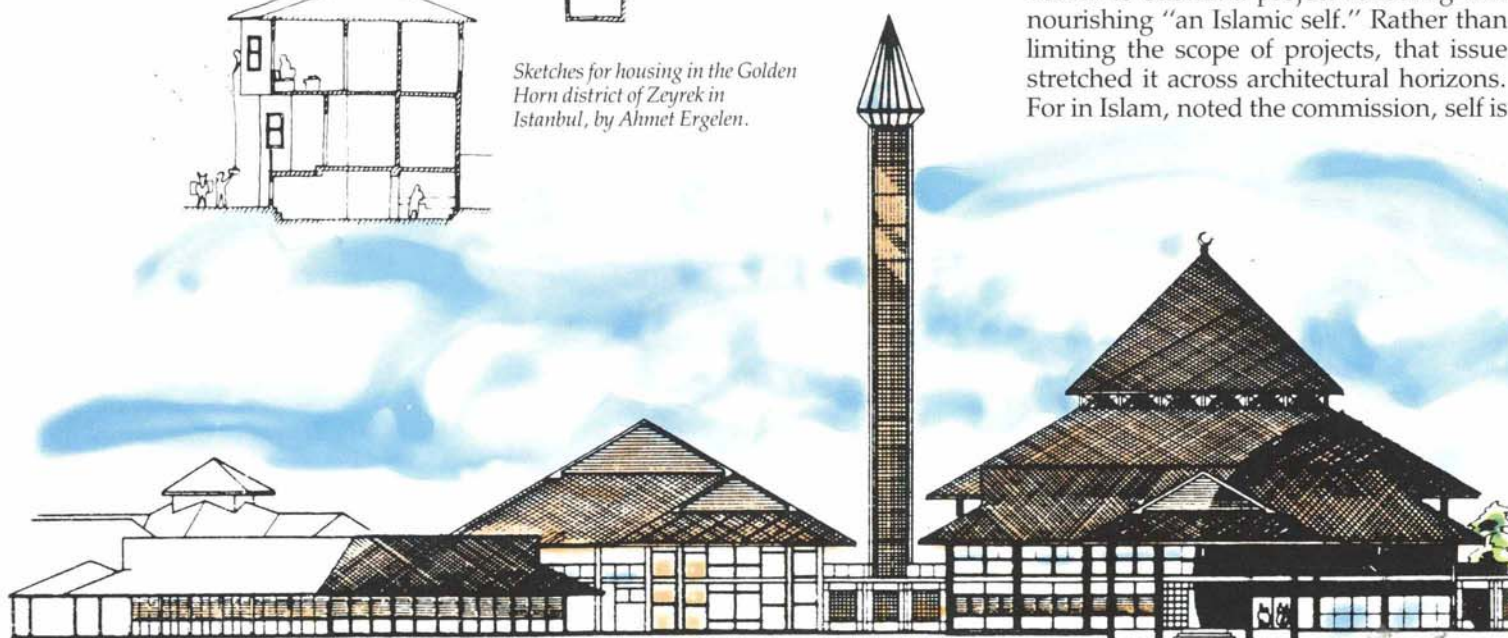 Sketches for housing in the Golden
Horn district of Zeyrek in
Istanbul, by Ahmet Ergelen.
nourishing “an Islamic self.” Rather than
limiting the scope of projects, that issue
stretched it across architectural horizons.
For in Islam, noted the commission, self is